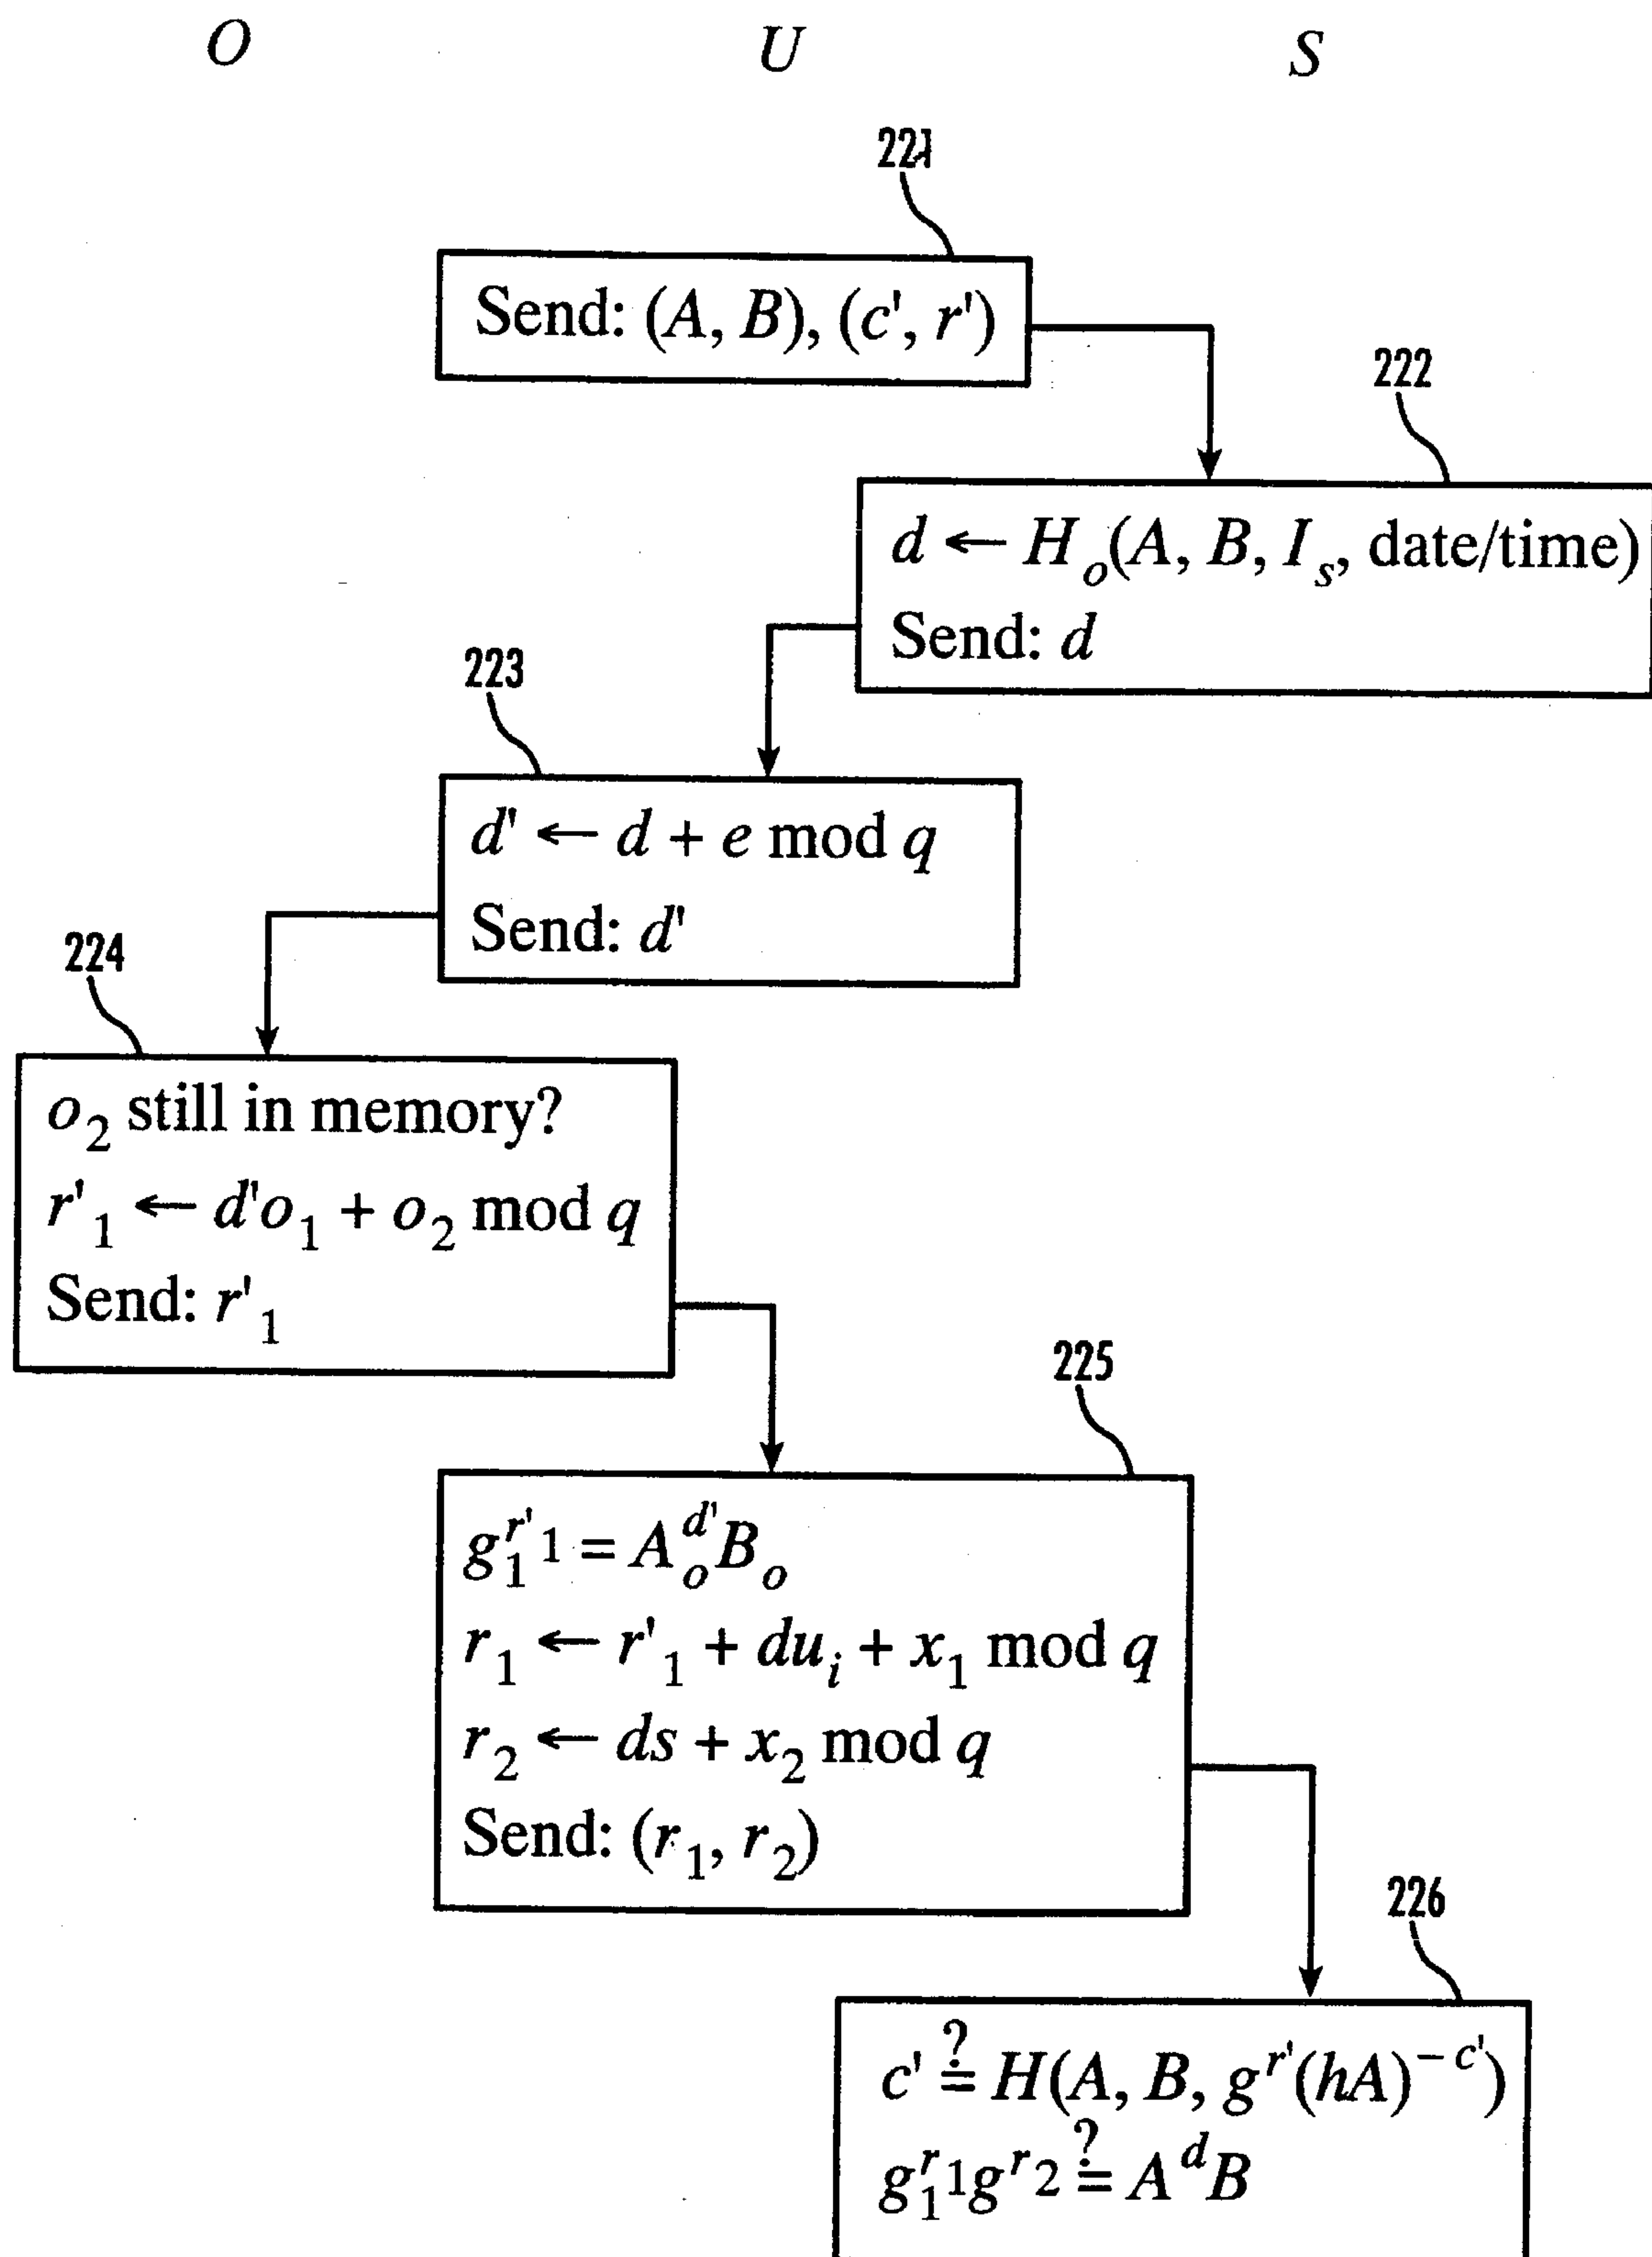 O U S
221
Send: (A, B), (c', r')
222
d ← H_o(A, B, I_s, date/time)
Send: d
223
d' ← d + e mod q
Send: d'
224
o_2 still in memory?
r'_1 ← d'o_1 + o_2 mod q
Send: r'_1
225
g_1^{r'_1} = A_o^{d'} B_o
r_1 ← r'_1 + du_i + x_1 mod q
r_2 ← ds + x_2 mod q
Send: (r_1, r_2)
226
c' ≟ H(A, B, g^{r'}(hA)^{-c'})
g_1^{r_1} g^{r_2} ≟ A^d B